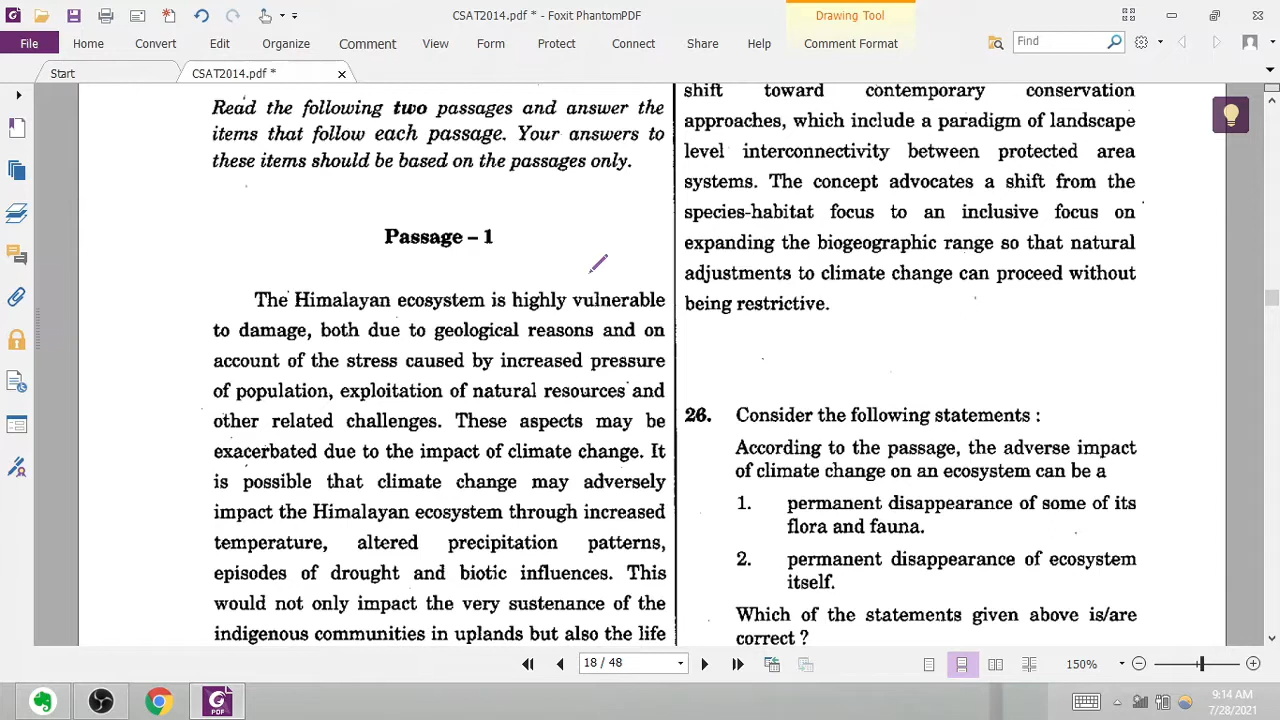 CSAT2014.pdf * - Foxit PhantomPDF
Drawing Tool
File
Home
Convert
Edit
Organize
Comment
View
Form
Protect
Connect
Share
Help
Comment Format
Find
Start
CSAT2014.pdf *
Read the following two passages and answer the
items that follow each passage. Your answers to
these items should be based on the passages only.
Passage – 1
The Himalayan ecosystem is highly vulnerable
to damage, both due to geological reasons and on
account of the stress caused by increased pressure
of population, exploitation of natural resources and
other related challenges. These aspects may be
exacerbated due to the impact of climate change. It
is possible that climate change may adversely
impact the Himalayan ecosystem through increased
temperature, altered precipitation patterns,
episodes of drought and biotic influences. This
would not only impact the very sustenance of the
indigenous communities in uplands but also the life
shift toward contemporary conservation
approaches, which include a paradigm of landscape
level interconnectivity between protected area
systems. The concept advocates a shift from the
species-habitat focus to an inclusive focus on
expanding the biogeographic range so that natural
adjustments to climate change can proceed without
being restrictive.
26. Consider the following statements :
According to the passage, the adverse impact
of climate change on an ecosystem can be a
1. permanent disappearance of some of its
flora and fauna.
2. permanent disappearance of ecosystem
itself.
Which of the statements given above is/are
correct ?
18 / 48
150%
9:14 AM
7/28/2021